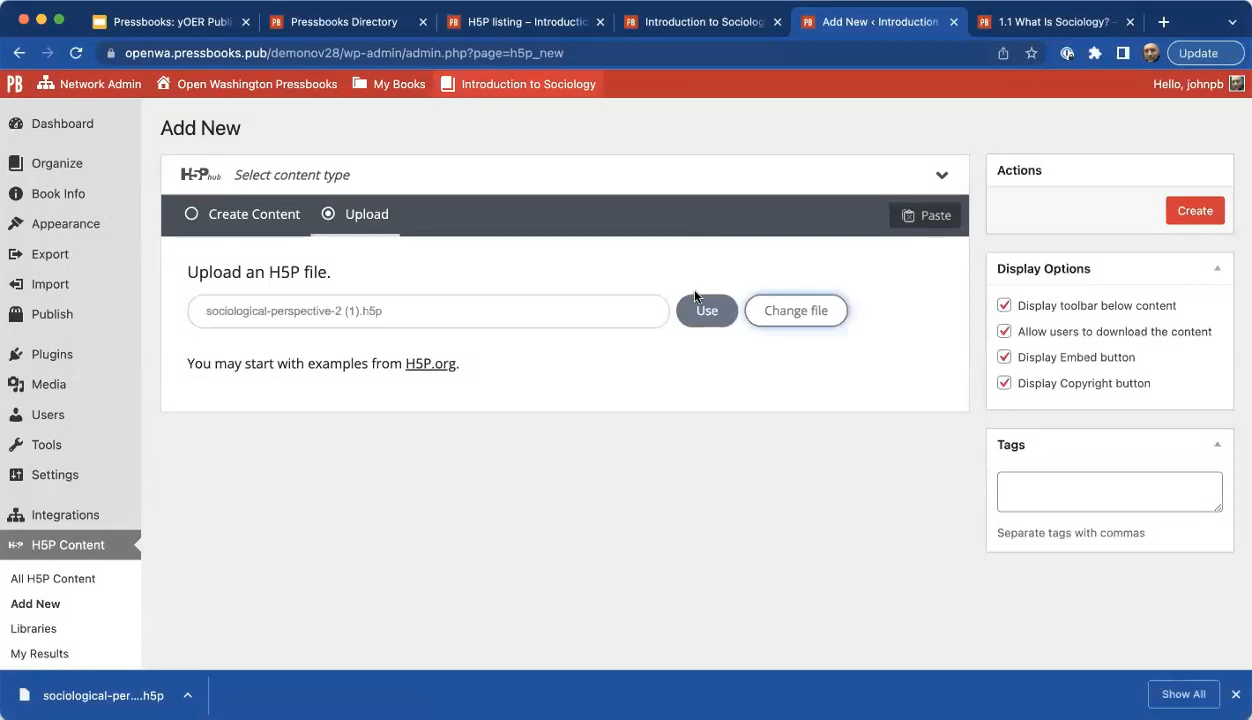 Pressbooks: yOER Publi
Pressbooks Directory
H5P listing – Introductio
Introduction to Sociolog
Add New ‹ Introduction
1.1 What Is Sociology? –
openwa.pressbooks.pub/demonov28/wp-admin/admin.php?page=h5p_new
Update
PB Network Admin Open Washington Pressbooks My Books Introduction to Sociology Hello, johnpb
Dashboard
Organize
Book Info
Appearance
Export
Import
Publish
Plugins
Media
Users
Tools
Settings
Integrations
H5P Content
All H5P Content
Add New
Libraries
My Results
Add New
H5P hub Select content type
Create Content Upload Paste
Upload an H5P file.
sociological-perspective-2 (1).h5p Use Change file
You may start with examples from H5P.org.
Actions
Create
Display Options
Display toolbar below content
Allow users to download the content
Display Embed button
Display Copyright button
Tags
Separate tags with commas
sociological-per....h5p
Show All